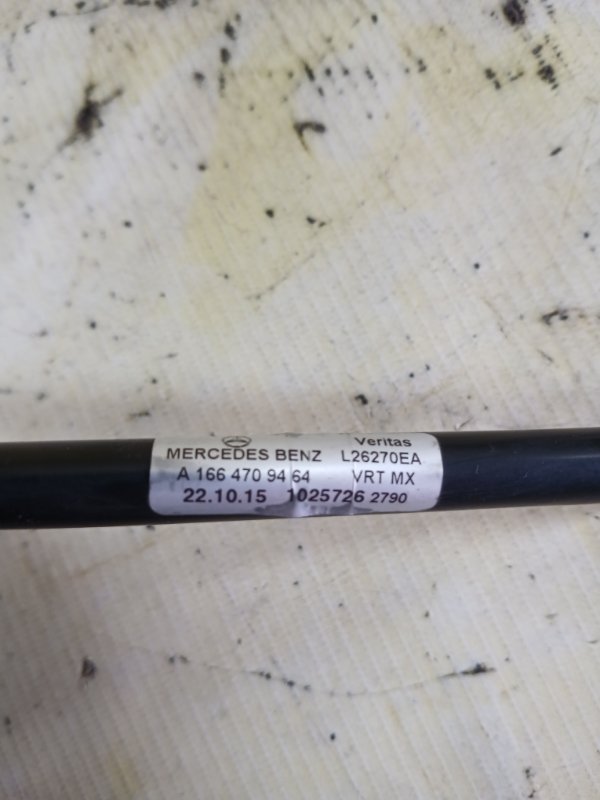 Veritas
MERCEDES BENZ L26270EA
A 166 470 94 64 VRT MX
22.10.15 1025726 2790